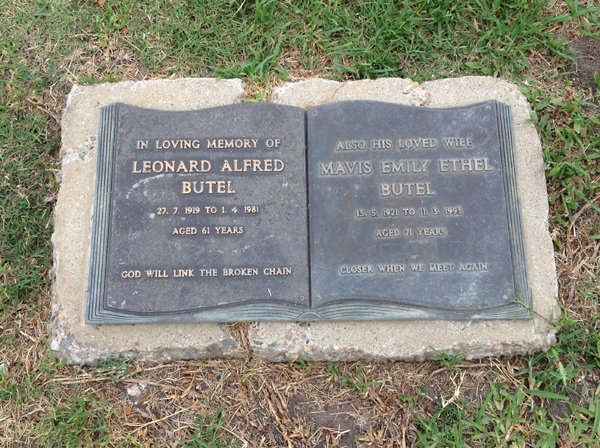 IN LOVING MEMORY OF
LEONARD ALFRED
BUTEL
27. 7. 1919 TO 1. 4. 1981
AGED 61 YEARS
GOD WILL LINK THE BROKEN CHAIN
ALSO HIS LOVED WIFE
MAVIS EMILY ETHEL
BUTEL
15. 5. 1921 TO 1. 3. 1993
AGED 71 YEARS
CLOSER WHEN WE MEET AGAIN